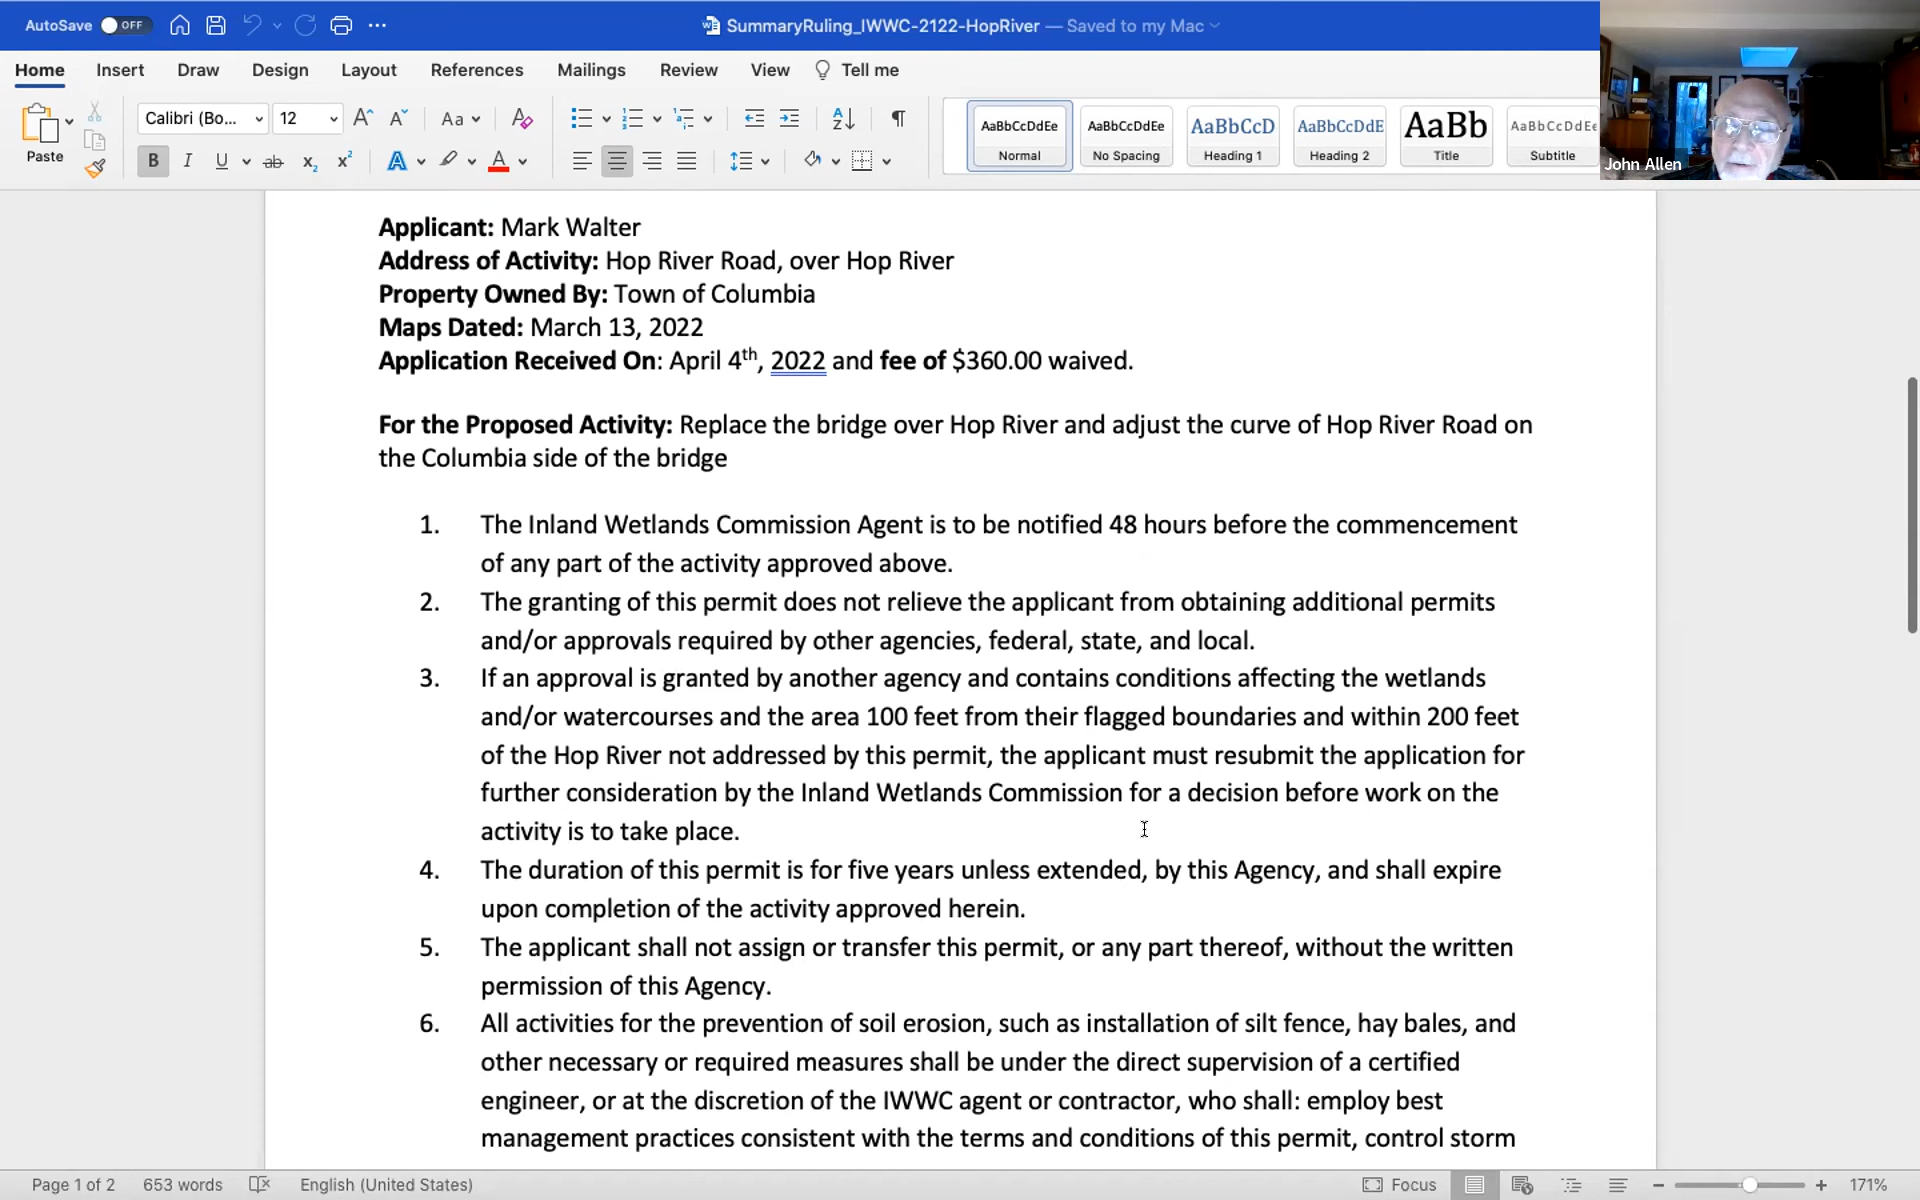 AutoSave OFF
SummaryRuling_IWWC-2122-HopRiver — Saved to my Mac
Home Insert Draw Design Layout References Mailings Review View Tell me
Paste
Calibri (Bo... 12
AaBbCcDdEe AaBbCcDdEe AaBbCcD AaBbCcDdE AaBb AaBbCcDdEe
Normal No Spacing Heading 1 Heading 2 Title Subtitle
John Allen
Applicant: Mark Walter
Address of Activity: Hop River Road, over Hop River
Property Owned By: Town of Columbia
Maps Dated: March 13, 2022
Application Received On: April 4th, 2022 and fee of $360.00 waived.
For the Proposed Activity: Replace the bridge over Hop River and adjust the curve of Hop River Road on
the Columbia side of the bridge
1. The Inland Wetlands Commission Agent is to be notified 48 hours before the commencement
of any part of the activity approved above.
2. The granting of this permit does not relieve the applicant from obtaining additional permits
and/or approvals required by other agencies, federal, state, and local.
3. If an approval is granted by another agency and contains conditions affecting the wetlands
and/or watercourses and the area 100 feet from their flagged boundaries and within 200 feet
of the Hop River not addressed by this permit, the applicant must resubmit the application for
further consideration by the Inland Wetlands Commission for a decision before work on the
activity is to take place.
4. The duration of this permit is for five years unless extended, by this Agency, and shall expire
upon completion of the activity approved herein.
5. The applicant shall not assign or transfer this permit, or any part thereof, without the written
permission of this Agency.
6. All activities for the prevention of soil erosion, such as installation of silt fence, hay bales, and
other necessary or required measures shall be under the direct supervision of a certified
engineer, or at the discretion of the IWWC agent or contractor, who shall: employ best
management practices consistent with the terms and conditions of this permit, control storm
Page 1 of 2 653 words English (United States) Focus 171%